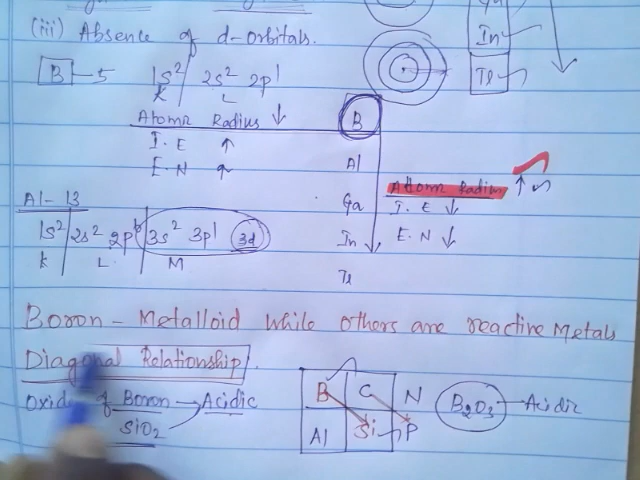 (iii) Absence of d-orbitals.
In
Tl
B - 5 1s² 2s² 2p¹
K L
Atomr Radius ↓
I. E ↑
E. N ↑
B
Al
Ga
In
Tl
Atomr Radius ↑
I. E ↓
E. N ↓
Al - 13
1s² 2s² 2p⁶ 3s² 3p¹ 3d
K L M
Boron - Metalloid while others are reactive Metals
Diagonal Relationship.
Oxide of Boron → Acidic
SiO₂
B C N
Al Si P
B₂O₃ → Acidic